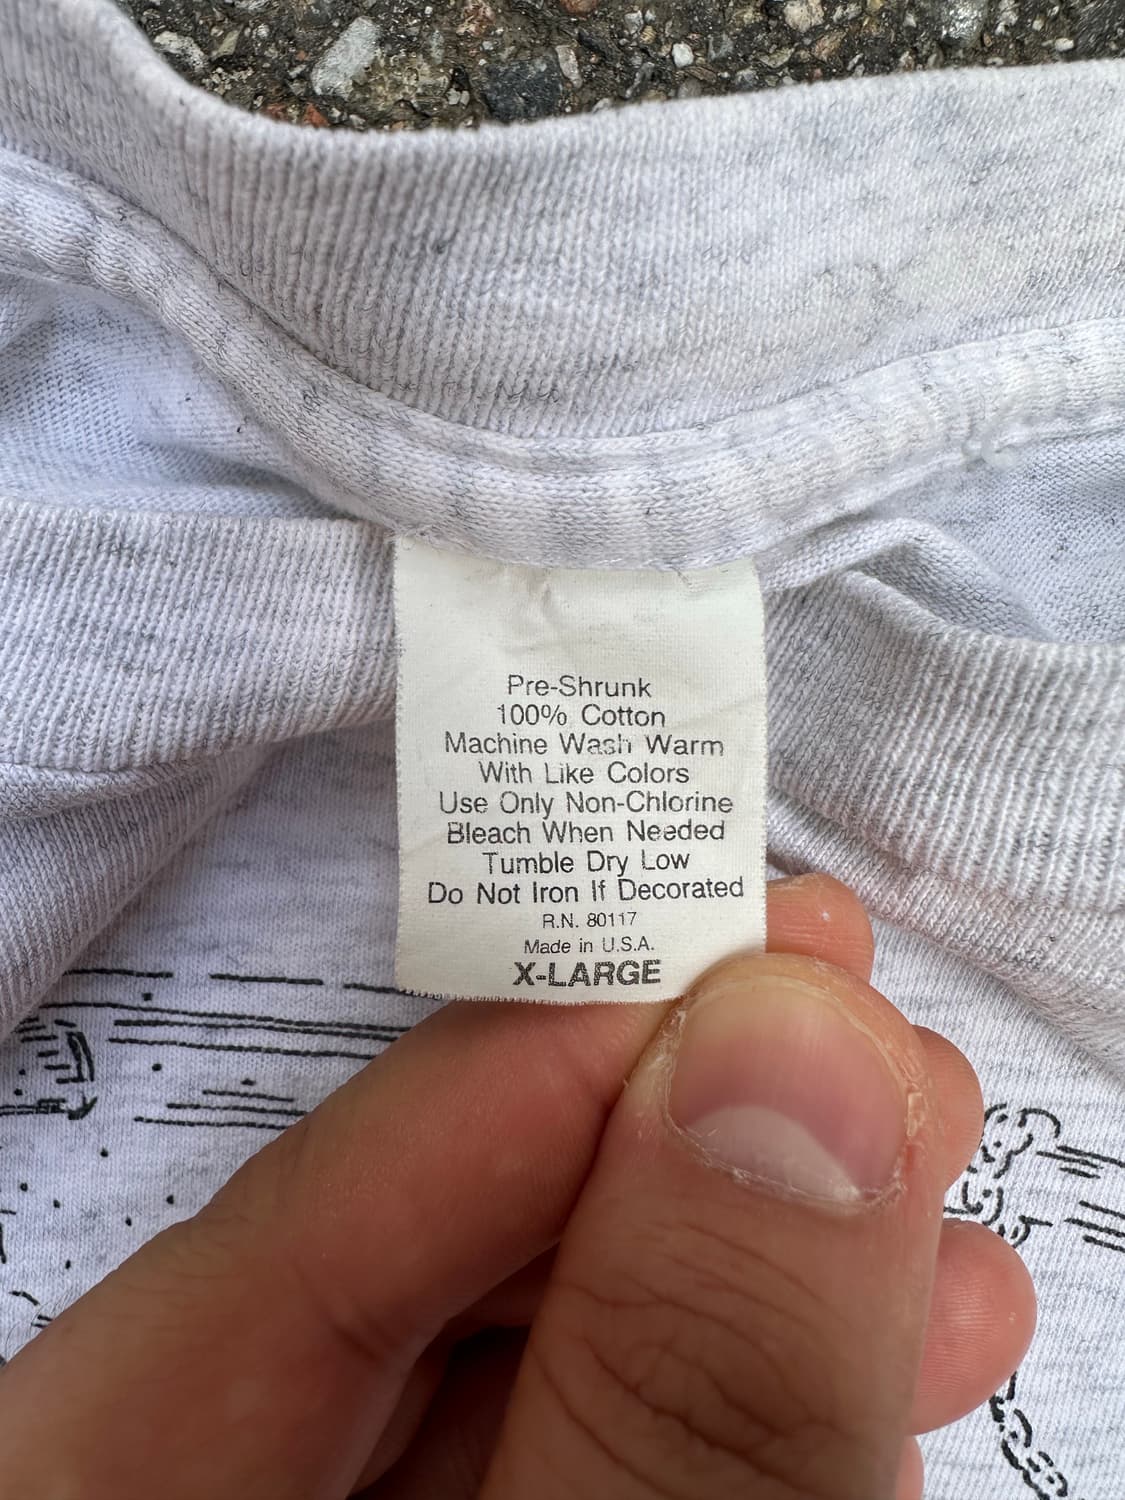 Pre-Shrunk
100% Cotton
Machine Wash Warm
With Like Colors
Use Only Non-Chlorine
Bleach When Needed
Tumble Dry Low
Do Not Iron If Decorated
R.N. 80117
Made in U.S.A.
X-LARGE